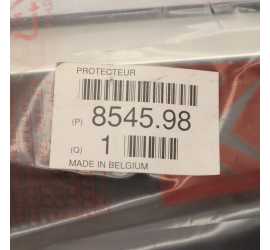 PROTECTEUR
(P) 8545.98
(Q) 1
MADE IN BELGIUM